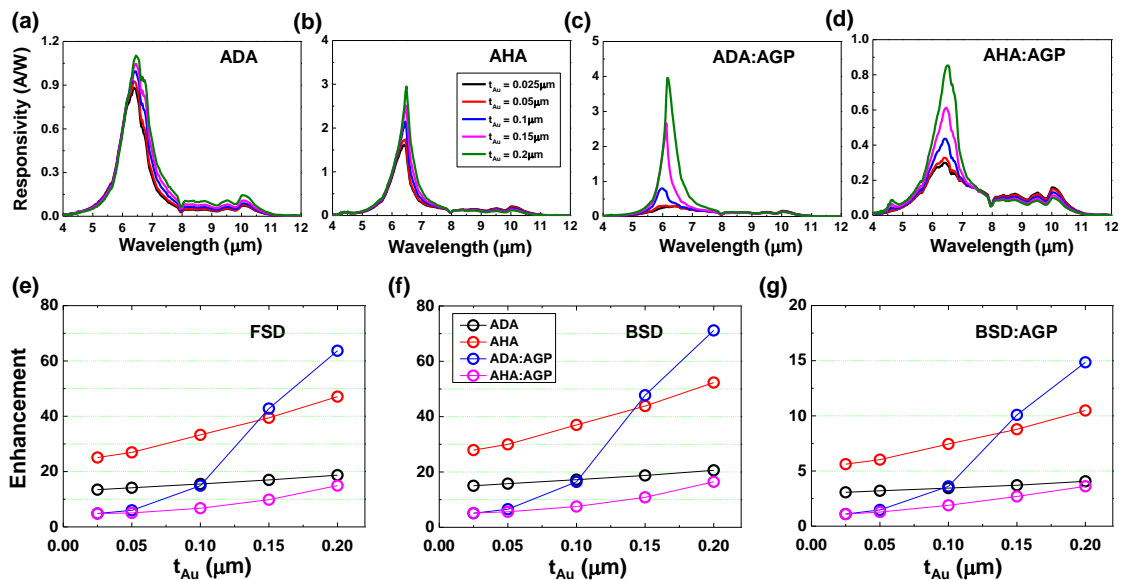 (a)
ADA
Responsivity (A/W)
1.2
0.9
0.6
0.3
0.0
4 5 6 7 8 9 10 11 12
Wavelength (μm)
(b)
AHA
4
3
2
1
0
t_Au = 0.025μm
t_Au = 0.05μm
t_Au = 0.1μm
t_Au = 0.15μm
t_Au = 0.2μm
4 5 6 7 8 9 10 11 12
Wavelength (μm)
(c)
ADA:AGP
5
4
3
2
1
0
4 5 6 7 8 9 10 11 12
Wavelength (μm)
(d)
AHA:AGP
1.0
0.8
0.6
0.4
0.2
0.0
4 5 6 7 8 9 10 11 12
Wavelength (μm)
(e)
FSD
Enhancement
80
60
40
20
0
ADA
AHA
ADA:AGP
AHA:AGP
0.00 0.05 0.10 0.15 0.20
t_Au (μm)
(f)
BSD
80
60
40
20
0
ADA
AHA
ADA:AGP
AHA:AGP
0.00 0.05 0.10 0.15 0.20
t_Au (μm)
(g)
BSD:AGP
20
15
10
5
0
0.00 0.05 0.10 0.15 0.20
t_Au (μm)